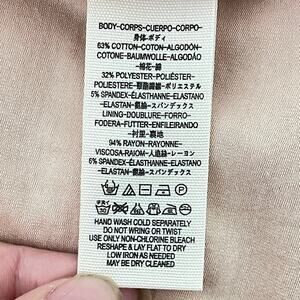 BODY-CORPS-CUERPO-CORPO-
身体-ボディ
63% COTTON-COTON-ALGODÓN-
COTONE-BAUMWOLLE-ALGODÃO
-棉花-綿
32% POLYESTER-POLIÉSTER-
POLIESTERE-聚酯纖維-ポリエステル
5% SPANDEX-ÉLASTHANNE-ELASTANO
-ELASTAN-氨綸-スパンデックス
LINING-DOUBLURE-FORRO-
FODERA-FUTTER-ENFILEIRANDO
-衬里-裏地
94% RAYON-RAYONNE-
VISCOSA-RAIOM-人造絲-レーヨン
6% SPANDEX-ÉLASTHANNE-ELASTANO
-ELASTAN-氨綸-スパンデックス
HAND WASH COLD SEPARATELY
DO NOT WRING OR TWIST
USE ONLY NON-CHLORINE BLEACH
RESHAPE & LAY FLAT TO DRY
LOW IRON AS NEEDED
MAY BE DRY CLEANED